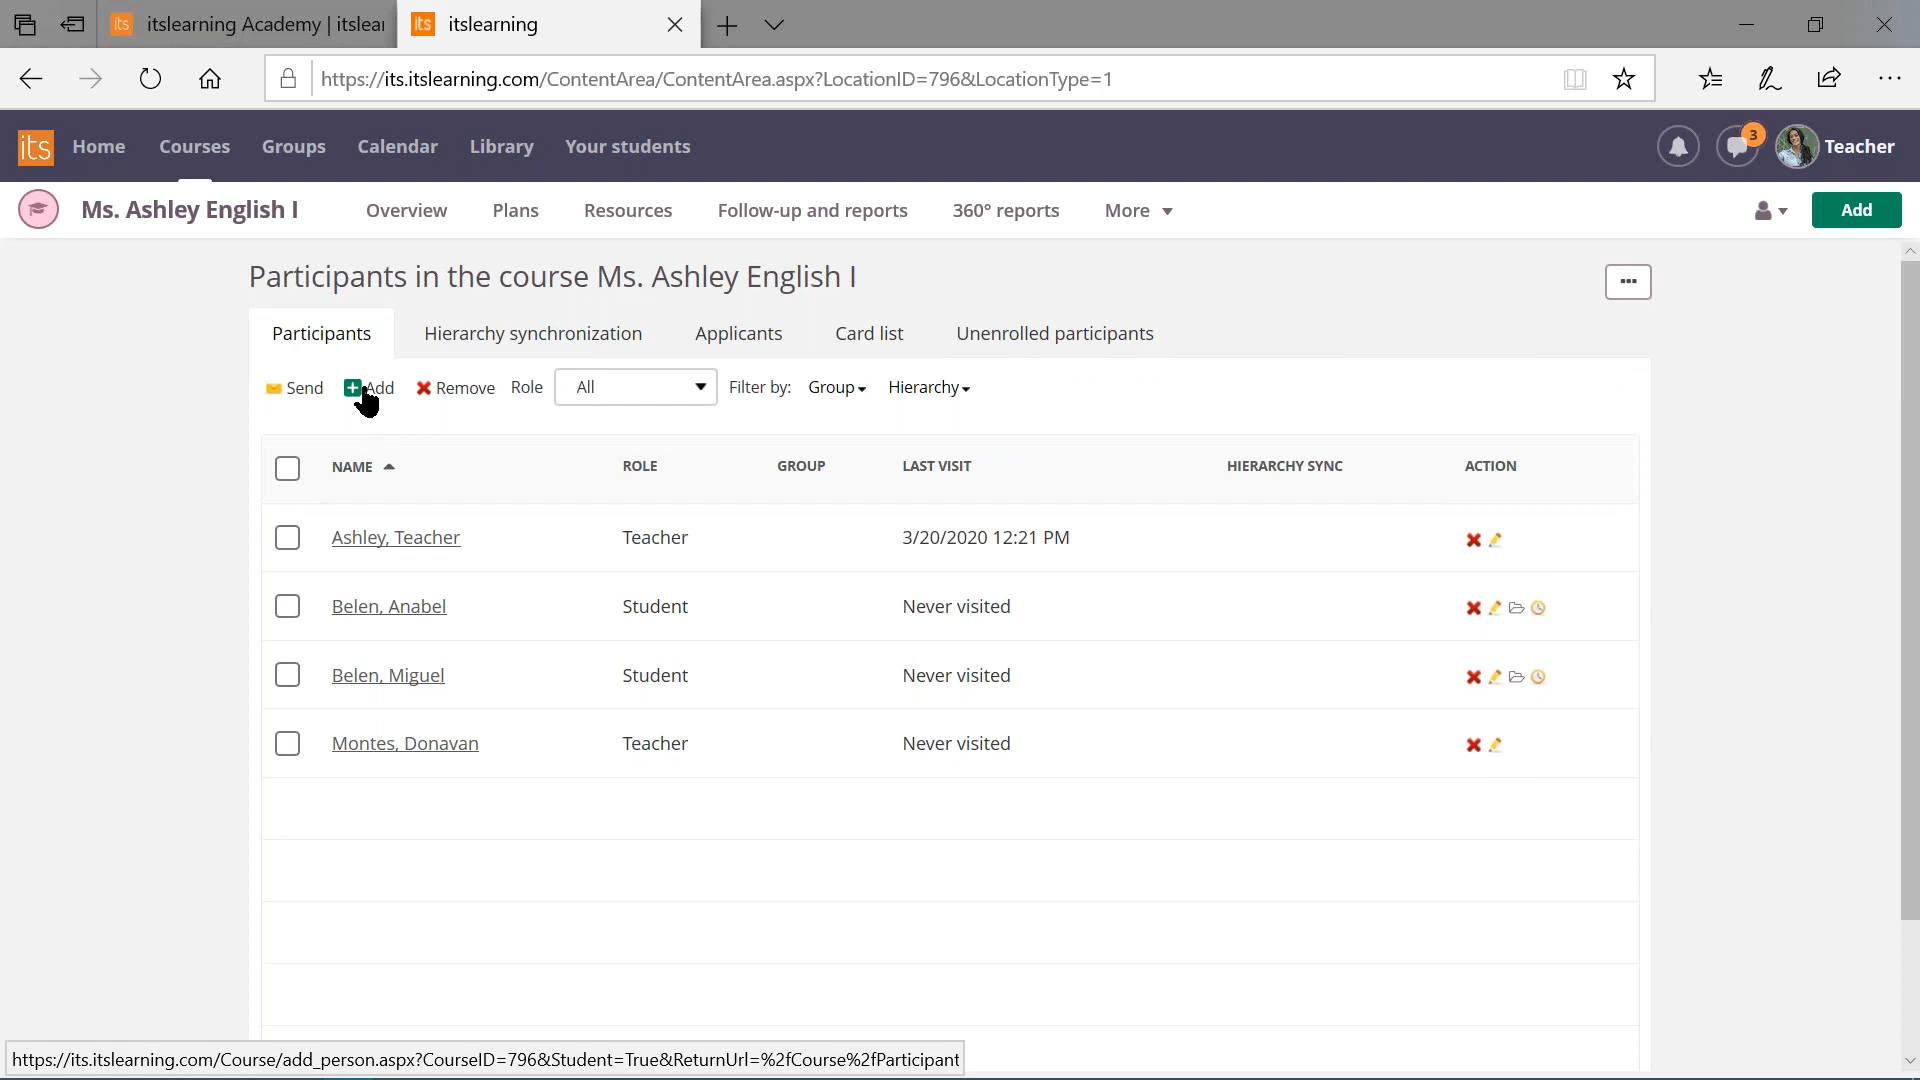 its itslearning Academy | itslear
its itslearning
https://its.itslearning.com/ContentArea/ContentArea.aspx?LocationID=796&LocationType=1
its Home Courses Groups Calendar Library Your students 3 Teacher
Ms. Ashley English I Overview Plans Resources Follow-up and reports 360° reports More Add
Participants in the course Ms. Ashley English I
Participants Hierarchy synchronization Applicants Card list Unenrolled participants
Send Add Remove Role All Filter by: Group Hierarchy
NAME ROLE GROUP LAST VISIT HIERARCHY SYNC ACTION
Ashley, Teacher Teacher 3/20/2020 12:21 PM
Belen, Anabel Student Never visited
Belen, Miguel Student Never visited
Montes, Donavan Teacher Never visited
https://its.itslearning.com/Course/add_person.aspx?CourseID=796&Student=True&ReturnUrl=%2fCourse%2fParticipant